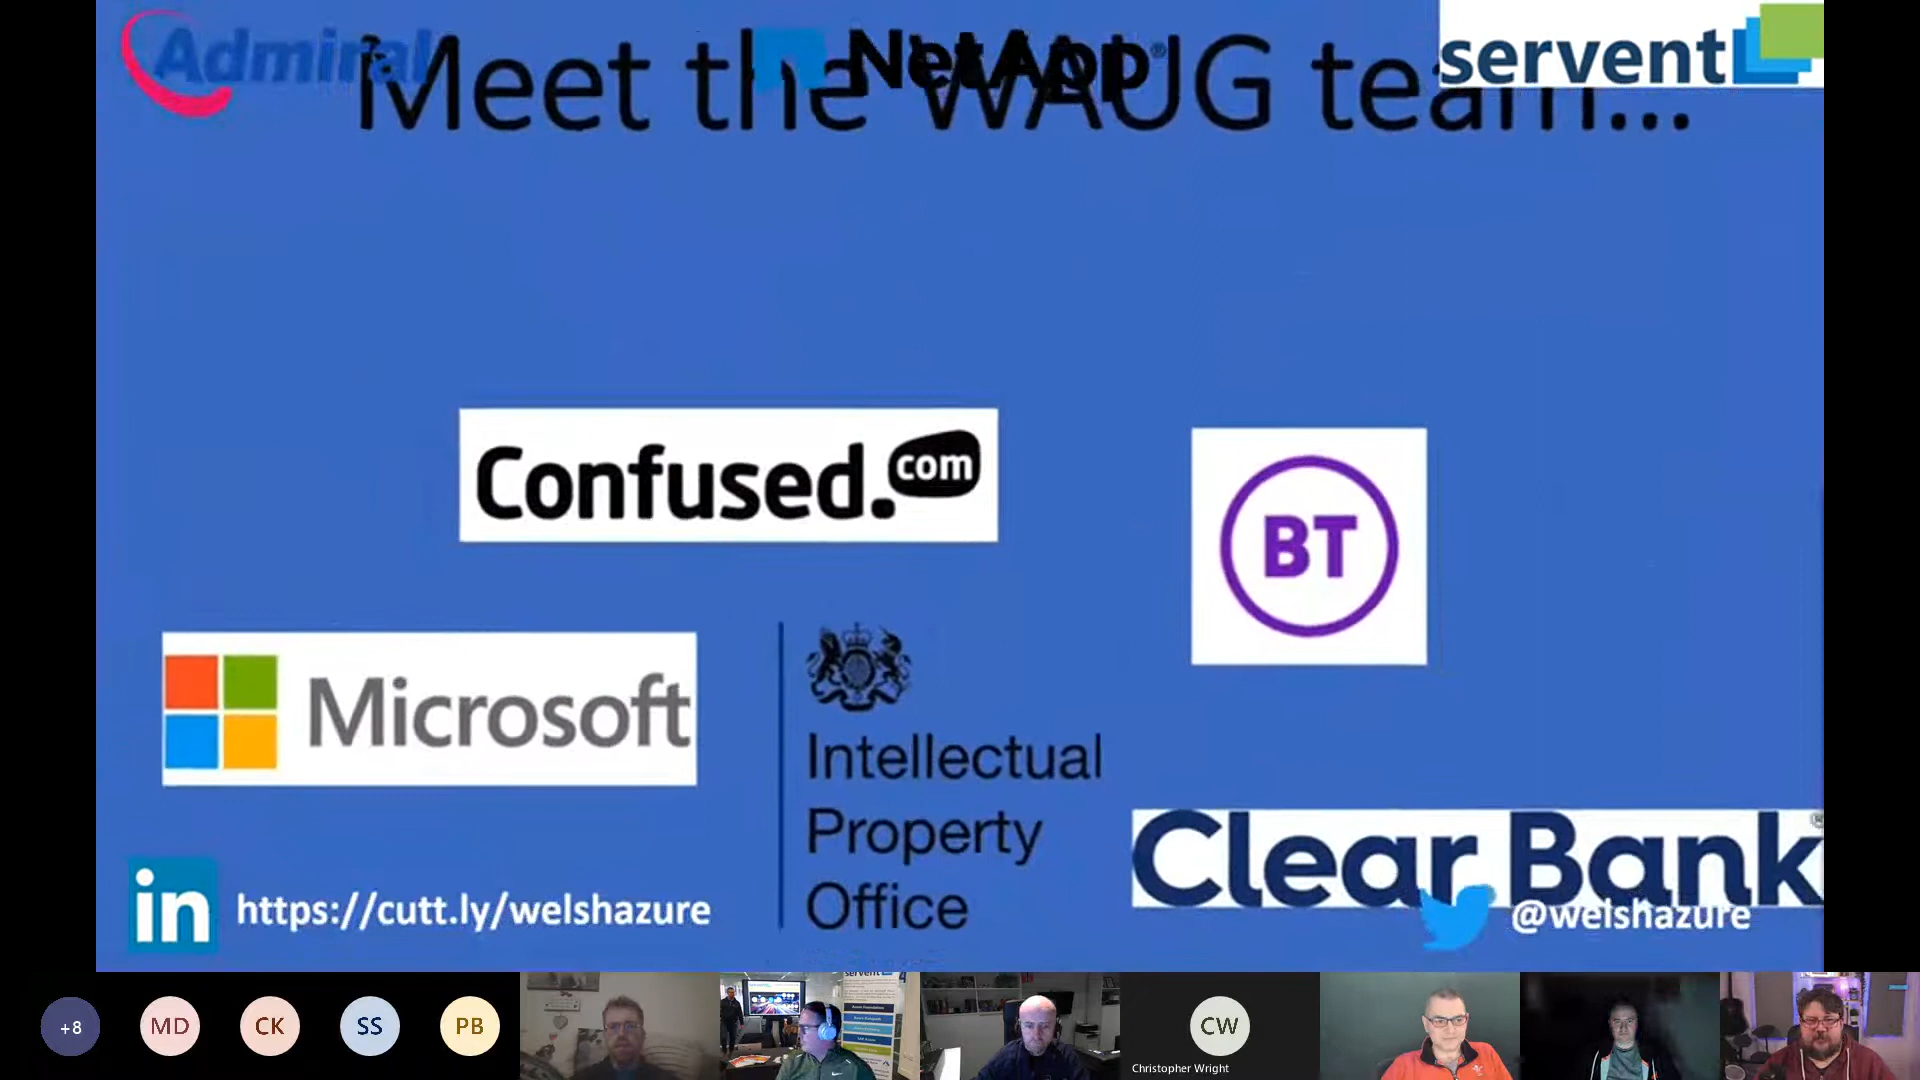 Admiral
NetApp®
servent
Meet the WAUG team...
Confused.com
BT
Microsoft
Intellectual
Property
Office
Clear Bank®
in https://cutt.ly/welshazure
@welshazure
+8
MD
CK
SS
PB
servent
CW
Christopher Wright